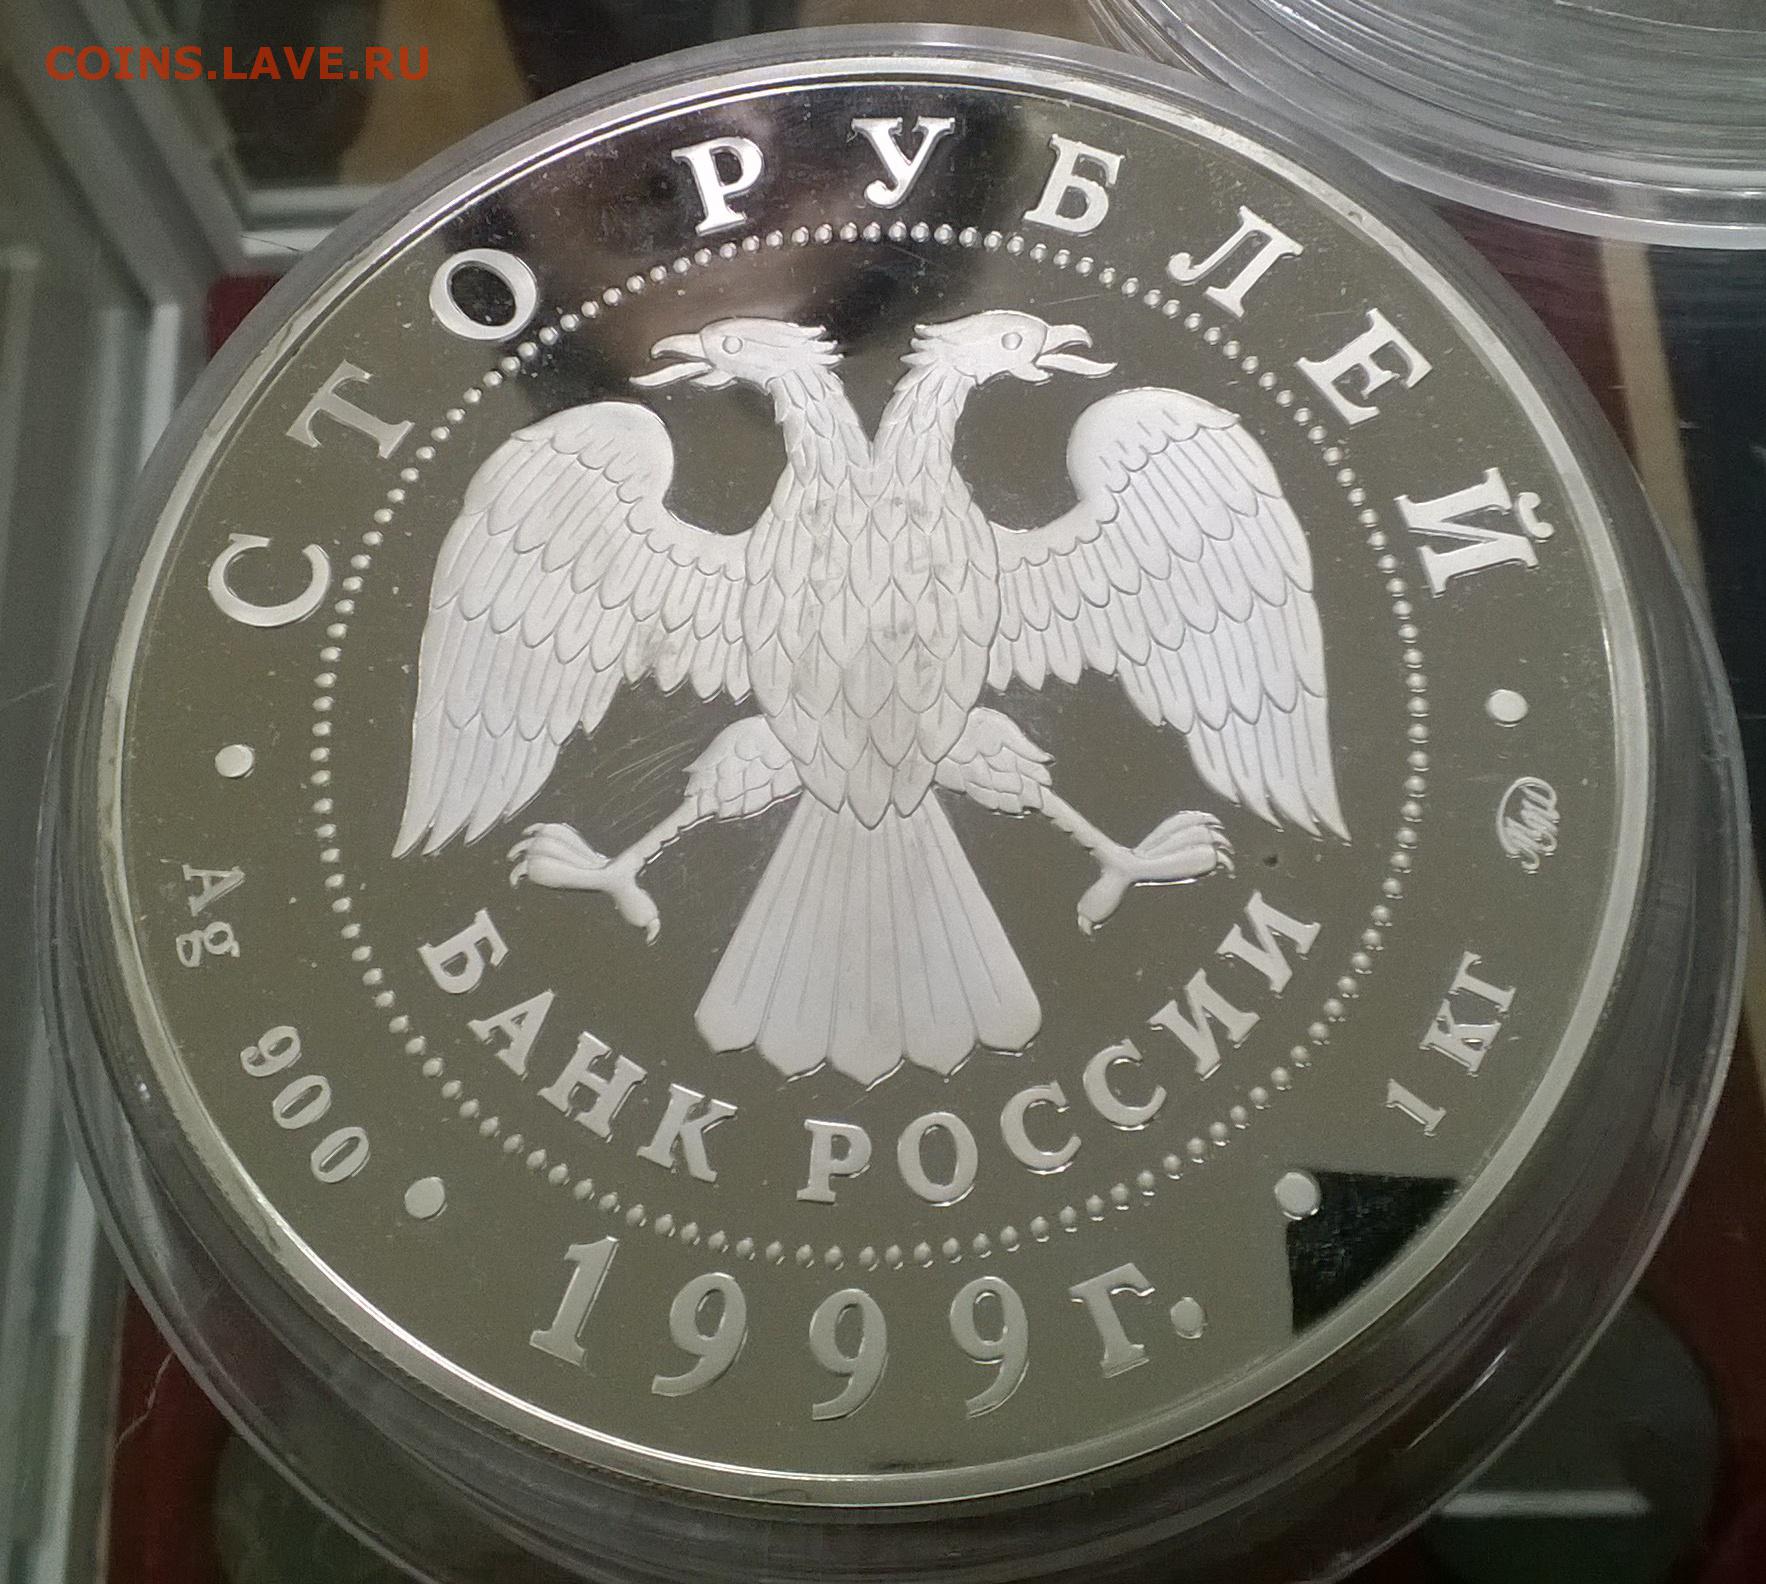 COINS.LAVE.RU
СТО РУБЛЕЙ
БАНК РОССИИ
Ag 900
1999г.
1 КГ